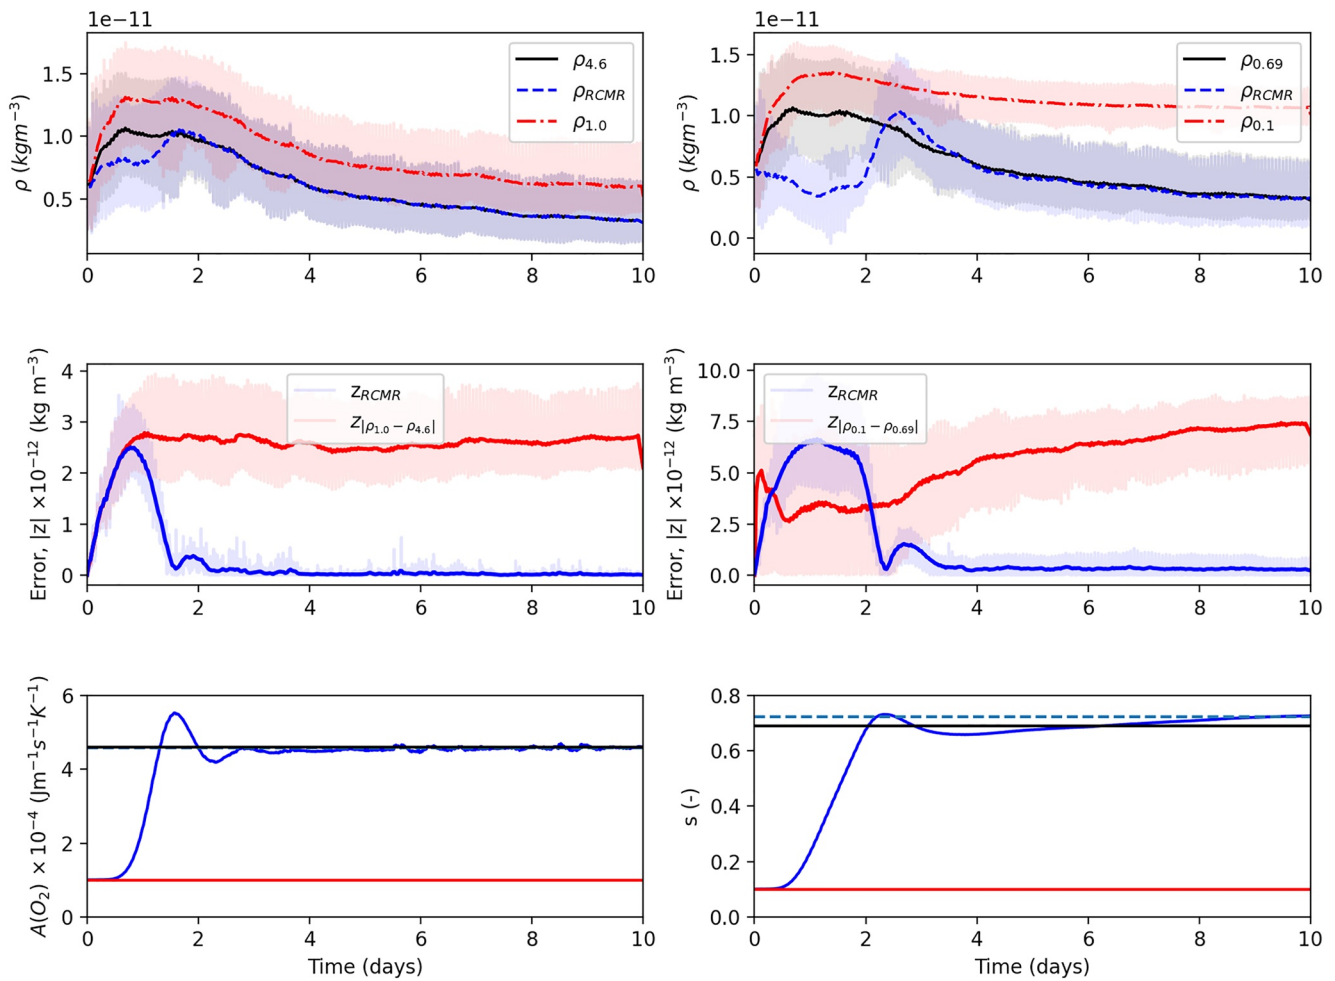 1e−11
ρ (kgm⁻³)
1.5
1.0
0.5
ρ₄.₆
ρRCMR
ρ₁.₀
0 2 4 6 8 10
1e−11
ρ (kgm⁻³)
1.5
1.0
0.5
0.0
ρ₀.₆₉
ρRCMR
ρ₀.₁
0 2 4 6 8 10
Error, |z| ×10⁻¹² (kg m⁻³)
4
3
2
1
0
zRCMR
Z|ρ₁.₀ − ρ₄.₆|
0 2 4 6 8 10
Error, |z| ×10⁻¹² (kg m⁻³)
10.0
7.5
5.0
2.5
0.0
zRCMR
Z|ρ₀.₁ − ρ₀.₆₉|
0 2 4 6 8 10
A(O₂) ×10⁻⁴ (Jm⁻¹s⁻¹K⁻¹)
6
4
2
0
0 2 4 6 8 10
Time (days)
s (-)
0.8
0.6
0.4
0.2
0.0
0 2 4 6 8 10
Time (days)